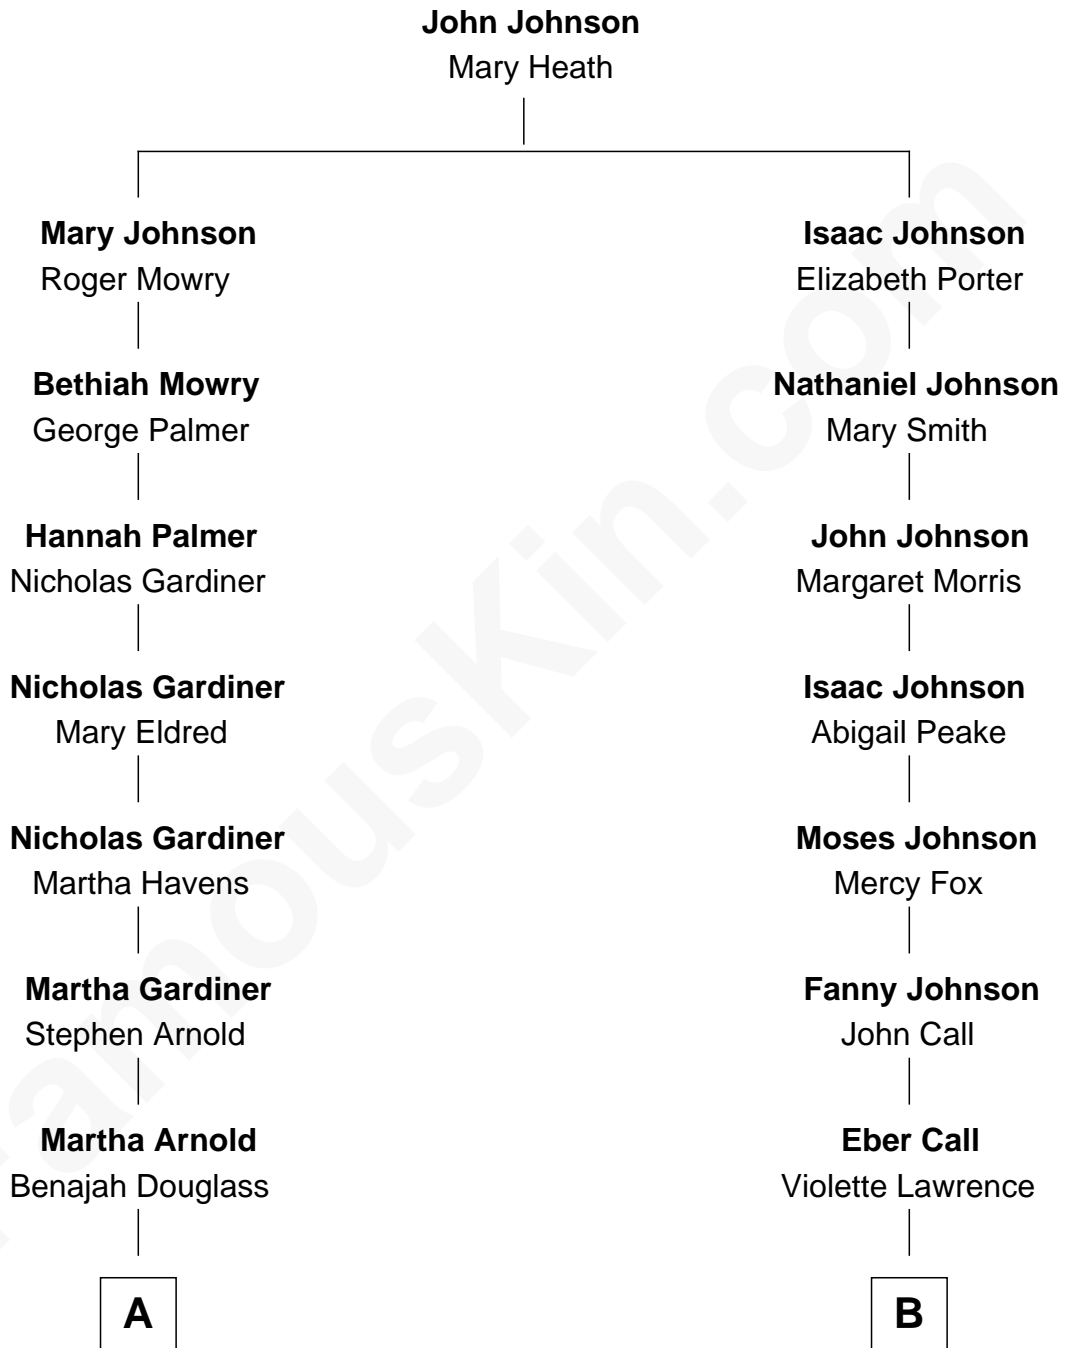 John Johnson
Mary Heath
Mary Johnson
Roger Mowry
Isaac Johnson
Elizabeth Porter
Bethiah Mowry
George Palmer
Nathaniel Johnson
Mary Smith
Hannah Palmer
Nicholas Gardiner
John Johnson
Margaret Morris
Nicholas Gardiner
Mary Eldred
Isaac Johnson
Abigail Peake
Nicholas Gardiner
Martha Havens
Moses Johnson
Mercy Fox
Martha Gardiner
Stephen Arnold
Fanny Johnson
John Call
Martha Arnold
Benajah Douglass
Eber Call
Violette Lawrence
A
B
FamousKin.com